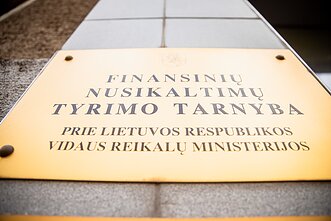 FINANSINIŲ
NUSIKALTIMŲ
TYRIMO TARNYBA
PRIE LIETUVOS RESPUBLIKOS
VIDAUS REIKALŲ MINISTERIJOS